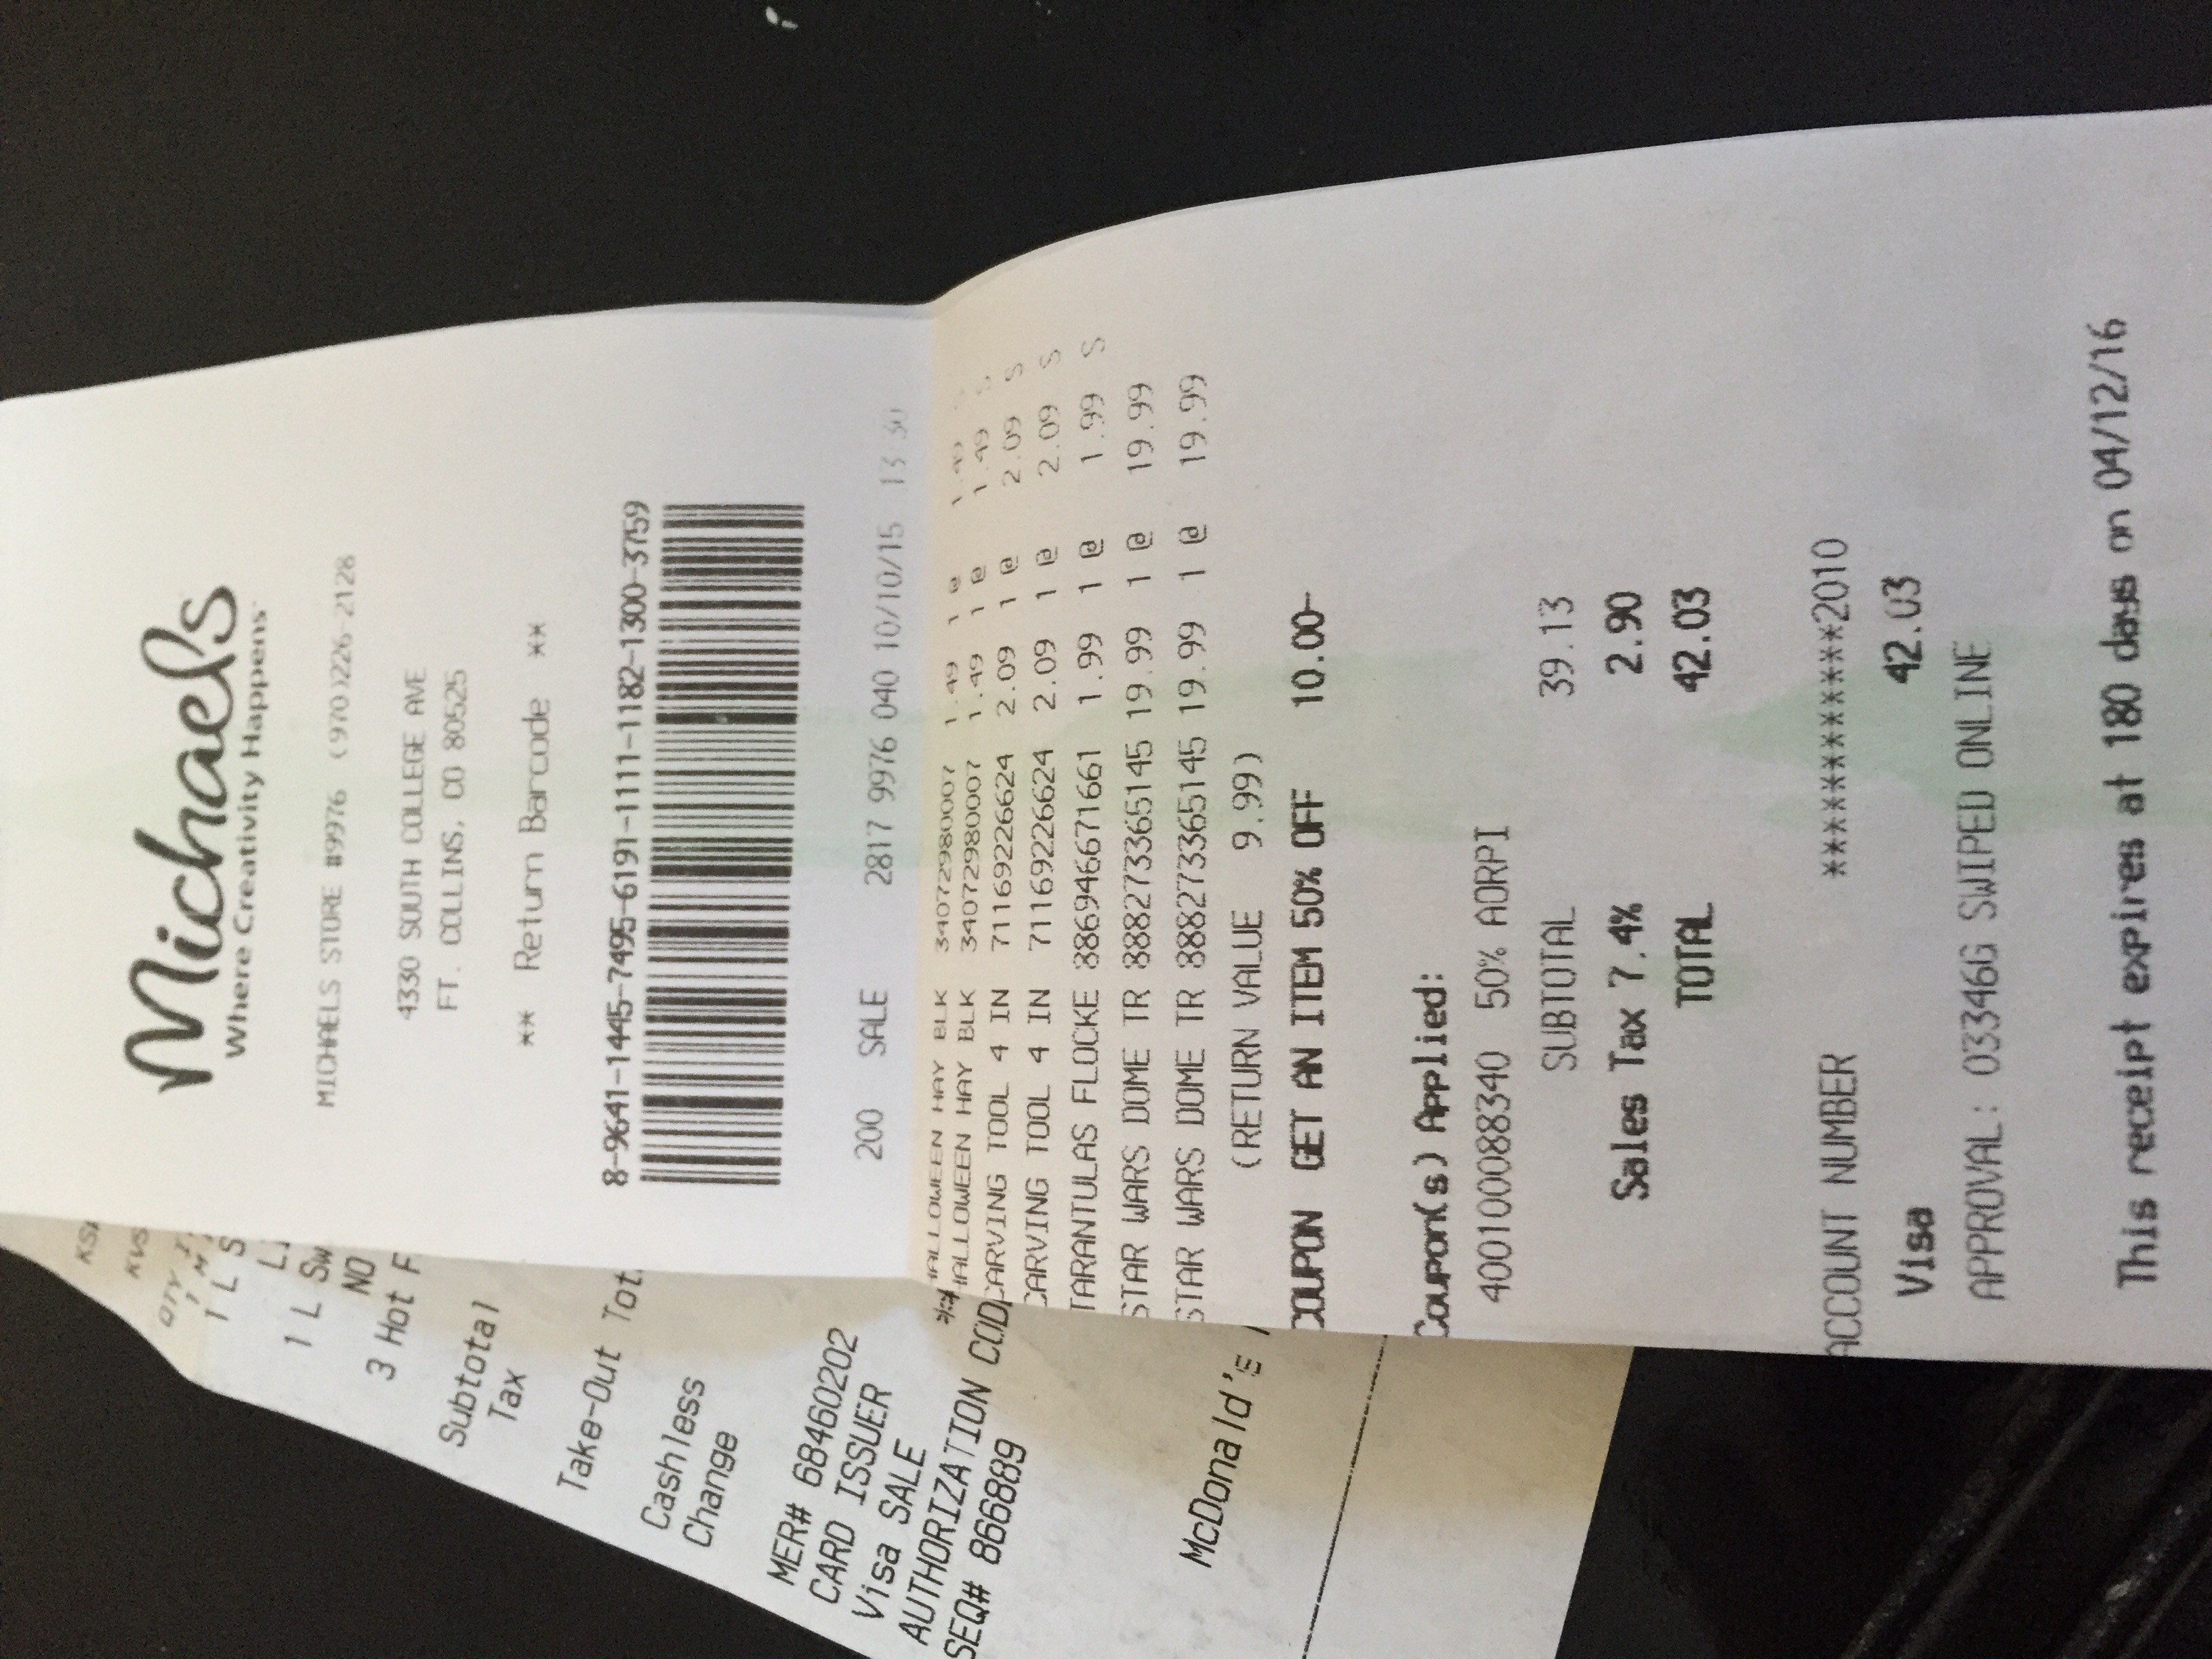 Michaels
Where Creativity Happens
MICHAELS STORE #9976 (970)226-2128
4330 SOUTH COLLEGE AVE
FT. COLLINS, CO 80525
** Return Barcode **
8-9641-1445-7495-6191-1111-1182-1300-3759
200 SALE 2817 9976 040 10/10/15 13:30
HALLOWEEN HAY BLK 34072980007 1.49 1 @ 1.49 S
HALLOWEEN HAY BLK 34072980007 1.49 1 @ 1.49 S
CARVING TOOL 4 IN 71169226624 2.09 1 @ 2.09 S
CARVING TOOL 4 IN 71169226624 2.09 1 @ 2.09 S
TARANTULAS FLOCKE 886946671661 1.99 1 @ 1.99 S
STAR WARS DOME TR 888273365145 19.99 1 @ 19.99
STAR WARS DOME TR 888273365145 19.99 1 @ 19.99
(RETURN VALUE 9.99)
COUPON GET AN ITEM 50% OFF 10.00-
Coupon(s) Applied:
400100088340 50% AORPI
SUBTOTAL 39.13
Sales Tax 7.4% 2.90
TOTAL 42.03
ACCOUNT NUMBER ************2010
Visa 42.03
APPROVAL: 03346G SWIPED ONLINE
This receipt expires at 180 days on 04/12/16
KVS
QTY
1 M
1 L S
1 L Sw
NO
3 Hot F
Subtotal
Tax
Take-Out Tot
Cashless
Change
MER# 68460202
CARD ISSUER
Visa SALE
AUTHORIZATION COD
SEQ# 866889
**
McDonald's